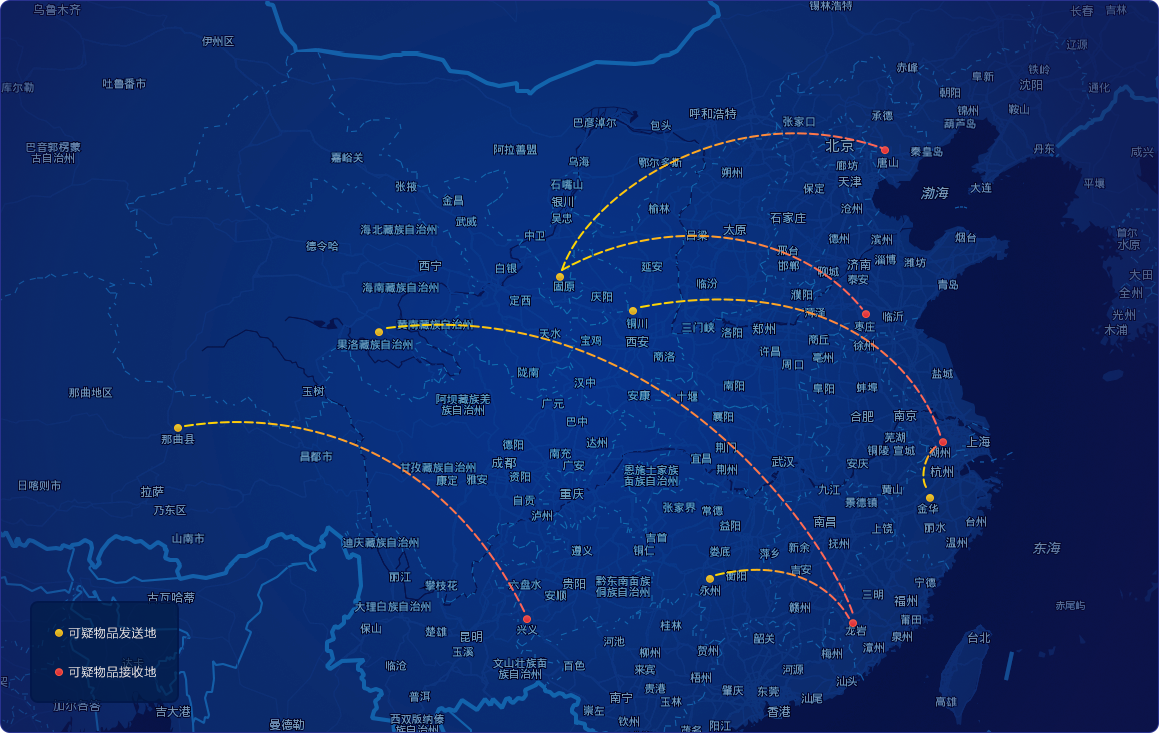 乌鲁木齐
锡林浩特
长春
吉林
伊州区
辽源
赤峰
铁岭
库尔勒
吐鲁番市
阜新
沈阳
通化
朝阳
呼和浩特
承德
锦州
鞍山
巴彦淖尔
包头
张家口
葫芦岛
巴音郭楞蒙
古自治州
嘉峪关
阿拉善盟
北京
秦皇岛
丹东
咸兴
乌海
鄂尔多斯
朔州
廊坊
唐山
张掖
石嘴山
保定
天津
渤海
大连
平壤
金昌
银川
榆林
沧州
武威
吴忠
石家庄
海北藏族自治州
中卫
吕梁
太原
德州
滨州
烟台
首尔
水原
德令哈
邢台
西宁
白银
延安
邯郸
聊城
济南
淄博
潍坊
大田
泰安
海南藏族自治州
固原
临汾
青岛
全州
定西
庆阳
濮阳
菏泽
光州
黄南藏族自治州
铜川
三门峡
洛阳
郑州
枣庄
临沂
木浦
果洛藏族自治州
天水
宝鸡
西安
商丘
徐州
商洛
许昌
亳州
周口
陇南
汉中
盐城
那曲地区
玉树
阿坝藏族羌
族自治州
广元
安康
十堰
南阳
阜阳
蚌埠
巴中
襄阳
合肥
南京
那曲县
德阳
达州
荆门
芜湖
上海
昌都市
甘孜藏族自治州
成都
南充
宜昌
武汉
铜陵
宣城
湖州
康定
雅安
资阳
广安
恩施土家族
苗族自治州
荆州
安庆
杭州
日喀则市
拉萨
自贡
重庆
九江
黄山
乃东区
泸州
张家界
常德
景德镇
金华
山南市
益阳
南昌
上饶
丽水
台州
迪庆藏族自治州
遵义
吉首
铜仁
娄底
萍乡
新余
抚州
温州
东海
丽江
攀枝花
六盘水
贵阳
黔东南苗族
侗族自治州
永州
衡阳
吉安
宁德
古瓦哈蒂
大理白族自治州
安顺
赣州
三明
福州
赤尾屿
可疑物品发送地
保山
楚雄
昆明
兴义
桂林
龙岩
莆田
玉溪
河池
韶关
泉州
台北
临沧
文山壮族苗
族自治州
百色
柳州
贺州
梅州
漳州
可疑物品接收地
来宾
梧州
河源
汕头
普洱
南宁
贵港
肇庆
东莞
汕尾
高雄
吉大港
曼德勒
西双版纳傣
族自治州
崇左
钦州
玉林
香港
茂名
阳江